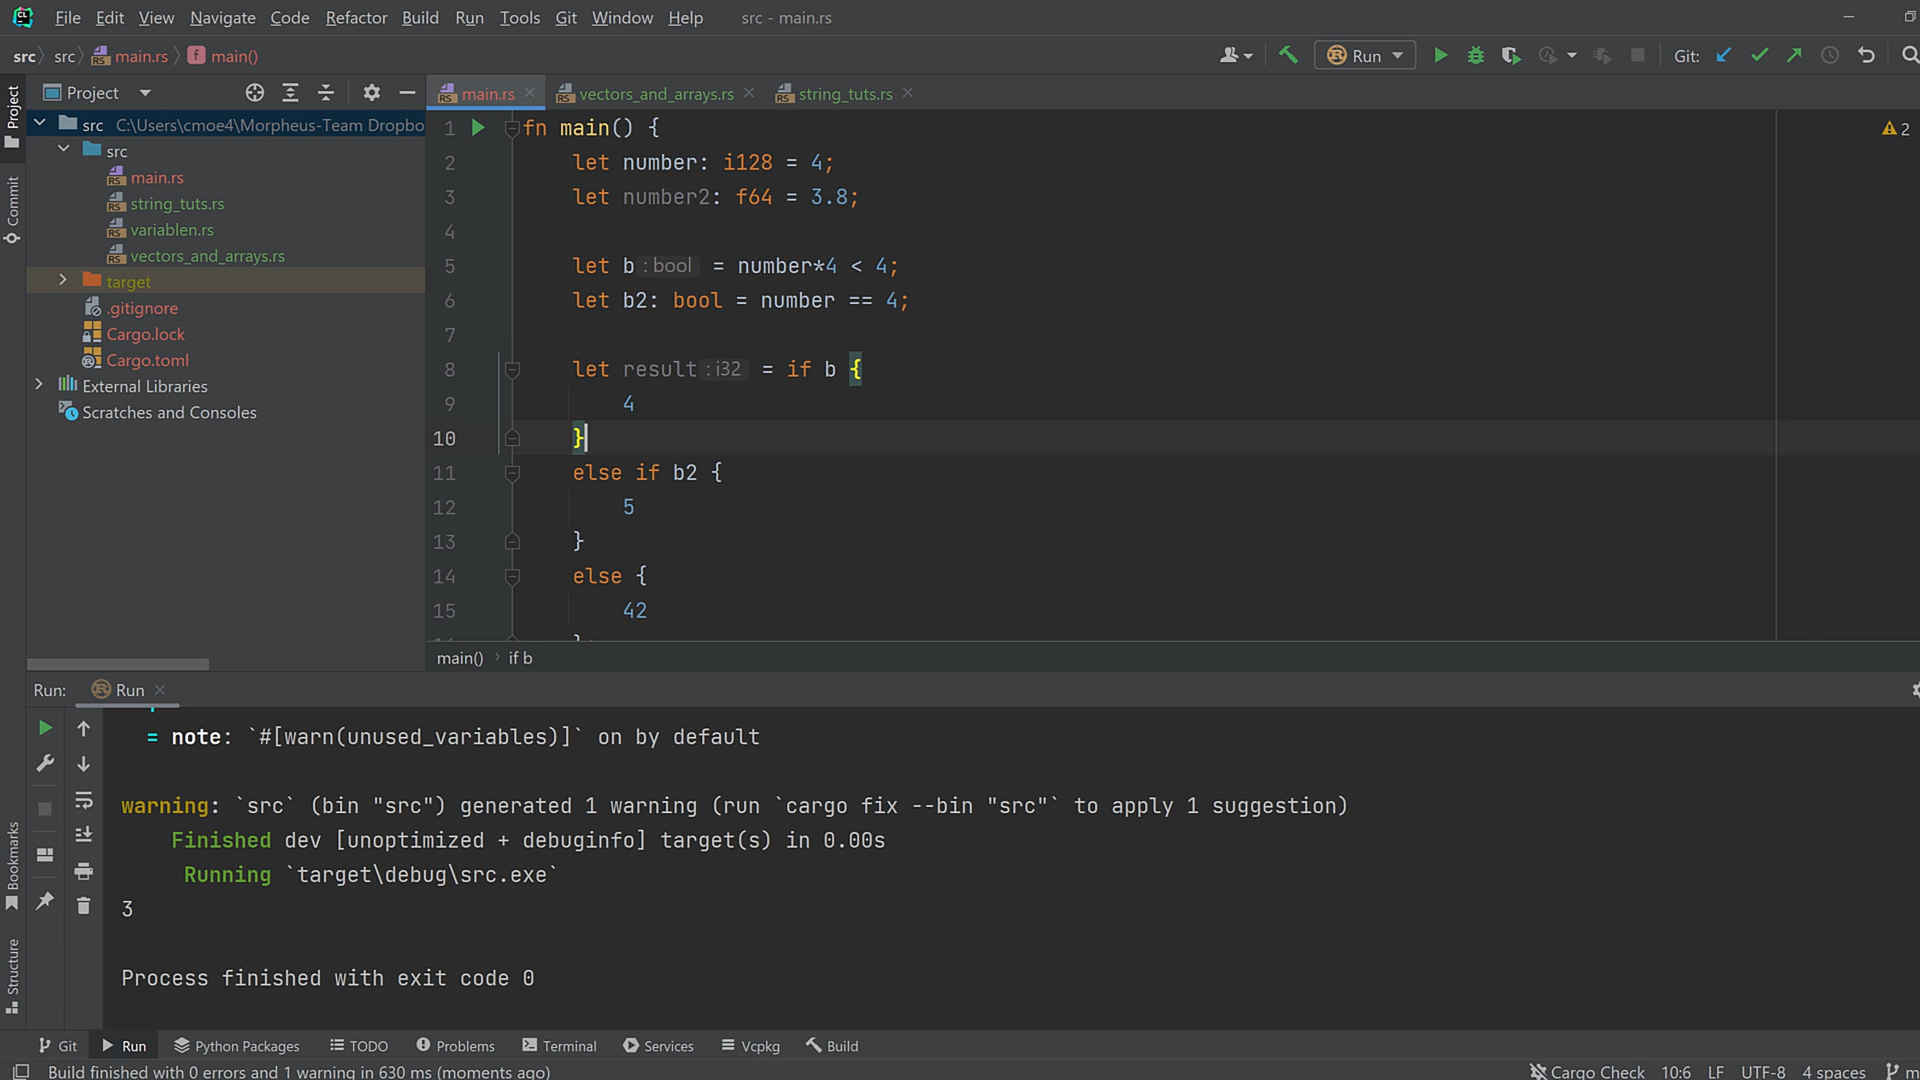 File Edit View Navigate Code Refactor Build Run Tools Git Window Help src - main.rs
src src main.rs main() Run Git:
Project main.rs vectors_and_arrays.rs string_tuts.rs
Project
Commit
Bookmarks
Structure
src C:\Users\cmoe4\Morpheus-Team Dropbo
src
main.rs
string_tuts.rs
variablen.rs
vectors_and_arrays.rs
target
.gitignore
Cargo.lock
Cargo.toml
External Libraries
Scratches and Consoles
1 fn main() {
2 let number: i128 = 4;
3 let number2: f64 = 3.8;
4
5 let b : bool = number*4 < 4;
6 let b2: bool = number == 4;
7
8 let result : i32 = if b {
9 4
10 }
11 else if b2 {
12 5
13 }
14 else {
15 42
2
main() › if b
Run: Run
= note: `#[warn(unused_variables)]` on by default
warning: `src` (bin "src") generated 1 warning (run `cargo fix --bin "src"` to apply 1 suggestion)
Finished dev [unoptimized + debuginfo] target(s) in 0.00s
Running `target\debug\src.exe`
3
Process finished with exit code 0
Git Run Python Packages TODO Problems Terminal Services Vcpkg Build
Build finished with 0 errors and 1 warning in 630 ms (moments ago) Cargo Check 10:6 LF UTF-8 4 spaces m